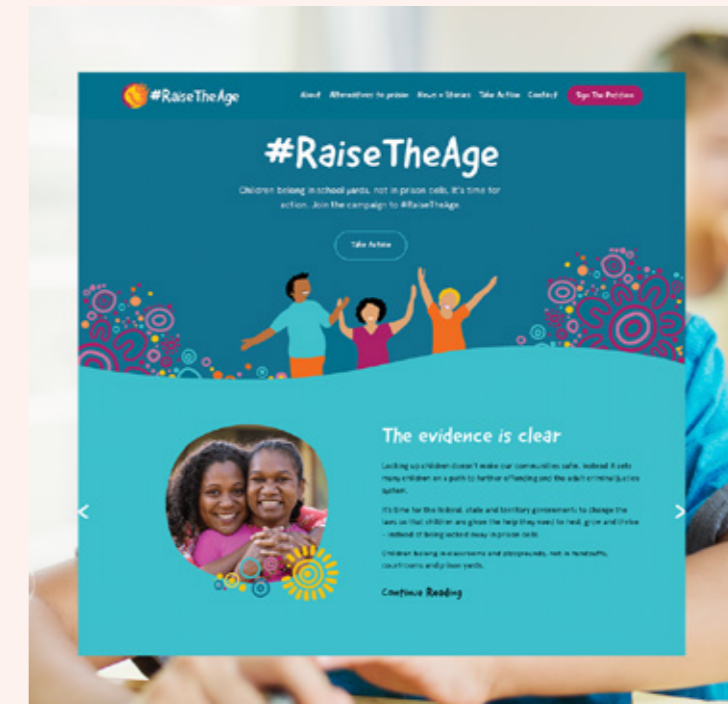 #RaiseTheAge
About Alternatives to prison News + Stories Take Action Contact Sign The Petition
#RaiseTheAge
Children belong in school yards, not in prison cells. It's time for
action. Join the campaign to #RaiseTheAge
Take Action
The evidence is clear
Locking up children doesn't make our communities safer. Instead it sets
many children on a path to further offending and the adult criminal justice
system.
It's time for the federal, state and territory governments to change the
laws so that children are given the help they need to heal, grow and thrive
- instead of being locked away in prison cells.
Children belong in classrooms and playgrounds, not in handcuffs,
courtrooms and prison yards.
Continue Reading